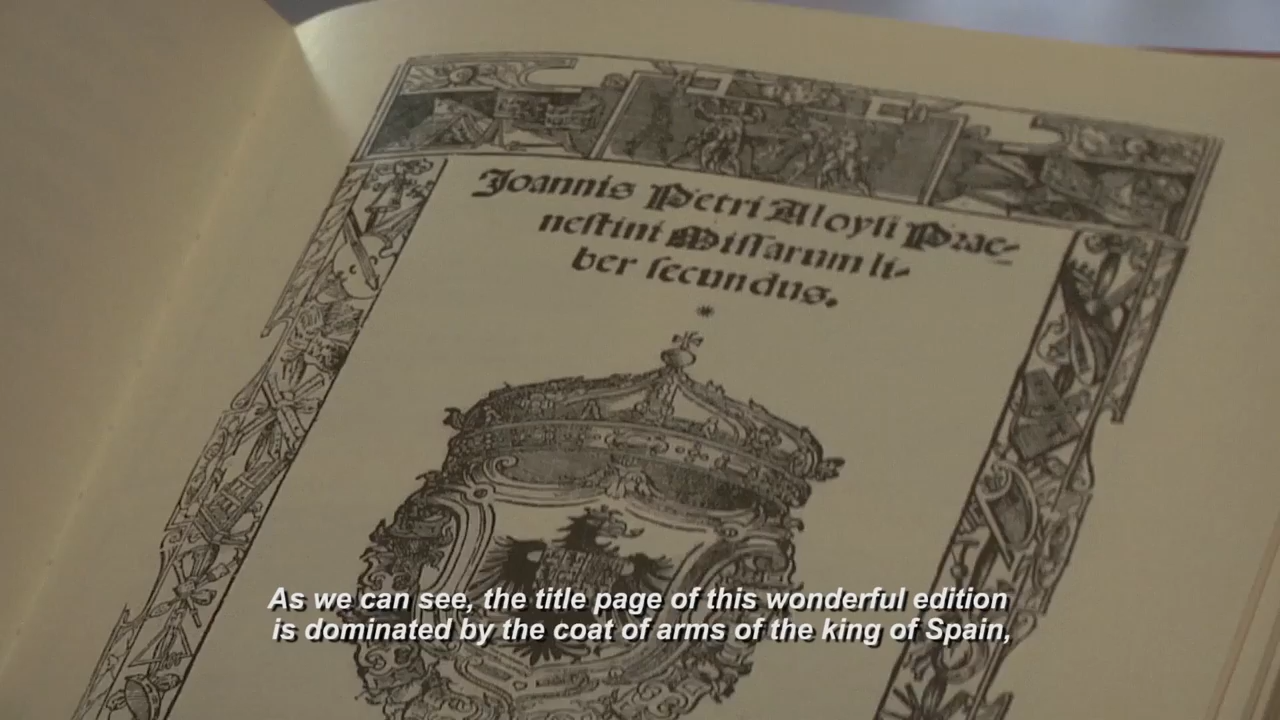 Joannis Petri Aloysi Prae-
nestini Missarum li-
ber secundus.
*
As we can see, the title page of this wonderful edition
is dominated by the coat of arms of the king of Spain,